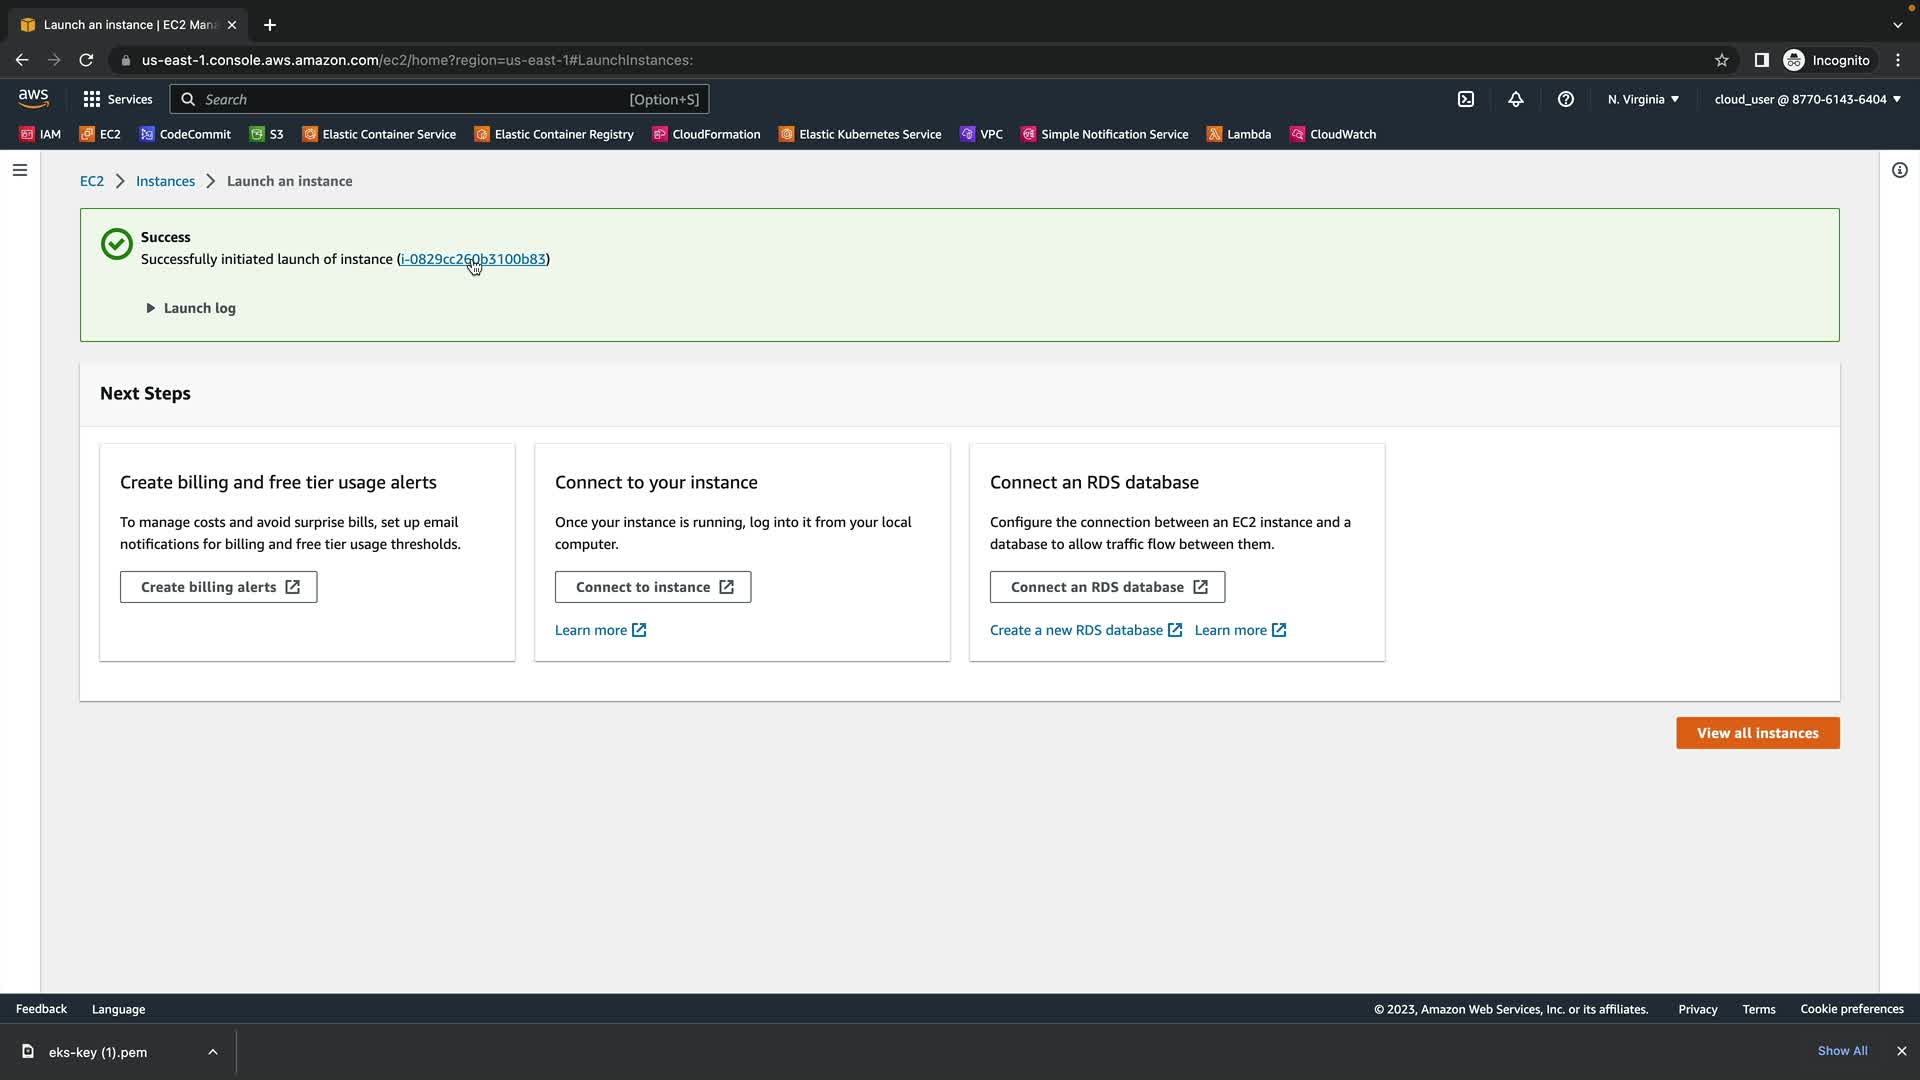 Launch an instance | EC2 Man
us-east-1.console.aws.amazon.com/ec2/home?region=us-east-1#LaunchInstances:
Incognito
aws
Services
Search
[Option+S]
N. Virginia
cloud_user @ 8770-6143-6404
IAM
EC2
CodeCommit
S3
Elastic Container Service
Elastic Container Registry
CloudFormation
Elastic Kubernetes Service
VPC
Simple Notification Service
Lambda
CloudWatch
EC2
Instances
Launch an instance
Success
Successfully initiated launch of instance (i-0829cc260b3100b83)
Launch log
Next Steps
Create billing and free tier usage alerts
To manage costs and avoid surprise bills, set up email
notifications for billing and free tier usage thresholds.
Create billing alerts
Connect to your instance
Once your instance is running, log into it from your local
computer.
Connect to instance
Learn more
Connect an RDS database
Configure the connection between an EC2 instance and a
database to allow traffic flow between them.
Connect an RDS database
Create a new RDS database
Learn more
View all instances
Feedback
Language
© 2023, Amazon Web Services, Inc. or its affiliates.
Privacy
Terms
Cookie preferences
eks-key (1).pem
Show All